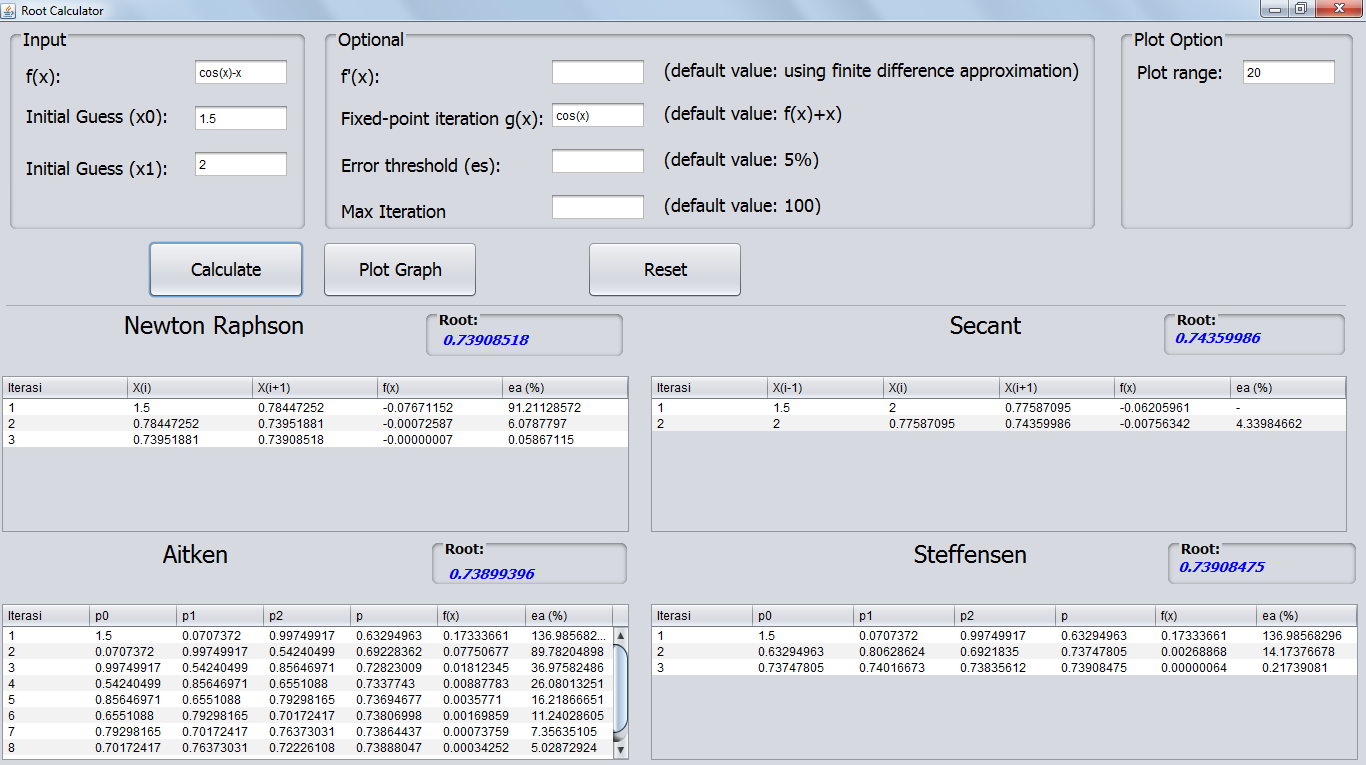 Root Calculator
Input
f(x): cos(x)-x
Initial Guess (x0): 1.5
Initial Guess (x1): 2
Optional
f'(x): (default value: using finite difference approximation)
Fixed-point iteration g(x): cos(x) (default value: f(x)+x)
Error threshold (es): (default value: 5%)
Max Iteration (default value: 100)
Plot Option
Plot range: 20
Calculate Plot Graph Reset
Newton Raphson
Root:
0.73908518
Iterasi X(i) X(i+1) f(x) ea (%)
1 1.5 0.78447252 -0.07671152 91.21128572
2 0.78447252 0.73951881 -0.00072587 6.0787797
3 0.73951881 0.73908518 -0.00000007 0.05867115
Secant
Root:
0.74359986
Iterasi X(i-1) X(i) X(i+1) f(x) ea (%)
1 1.5 2 0.77587095 -0.06205961 -
2 2 0.77587095 0.74359986 -0.00756342 4.33984662
Aitken
Root:
0.73899396
Iterasi p0 p1 p2 p f(x) ea (%)
1 1.5 0.0707372 0.99749917 0.63294963 0.17333661 136.985682...
2 0.0707372 0.99749917 0.54240499 0.69228362 0.07750677 89.78204898
3 0.99749917 0.54240499 0.85646971 0.72823009 0.01812345 36.97582486
4 0.54240499 0.85646971 0.6551088 0.7337743 0.00887783 26.08013251
5 0.85646971 0.6551088 0.79298165 0.73694677 0.0035771 16.21866651
6 0.6551088 0.79298165 0.70172417 0.73806998 0.00169859 11.24028605
7 0.79298165 0.70172417 0.76373031 0.73864437 0.00073759 7.35635105
8 0.70172417 0.76373031 0.72226108 0.73888047 0.00034252 5.02872924
Steffensen
Root:
0.73908475
Iterasi p0 p1 p2 p f(x) ea (%)
1 1.5 0.0707372 0.99749917 0.63294963 0.17333661 136.98568296
2 0.63294963 0.80628624 0.6921835 0.73747805 0.00268868 14.17376678
3 0.73747805 0.74016673 0.73835612 0.73908475 0.00000064 0.21739081